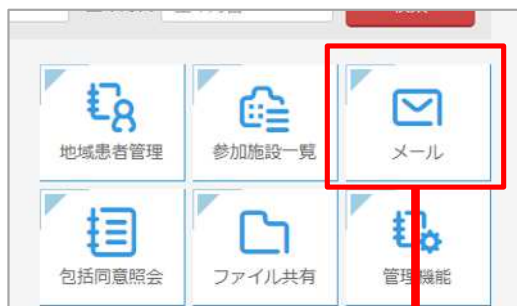 地域患者管理
参加施設一覧
メール
包括同意照会
ファイル共有
管理機能